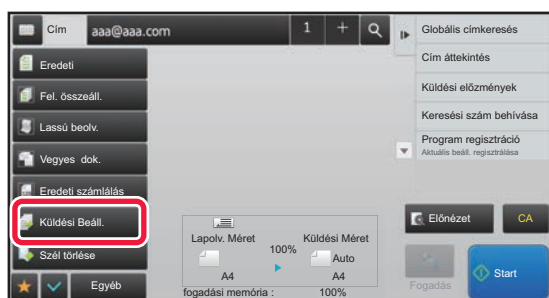 Cím
aaa@aaa.com
1
Eredeti
Fel. összeáll.
Lassú beolv.
Vegyes dok.
Eredeti számlálás
Küldési Beáll.
Szél törlése
Egyéb
Lapolv. Méret
100%
Küldési Méret
Auto
A4
A4
fogadási memória : 100%
Globális címkeresés
Cím áttekintés
Küldési előzmények
Keresési szám behívása
Program regisztráció
Aktuális beáll. regisztrálása
Előnézet
CA
Fogadás
Start